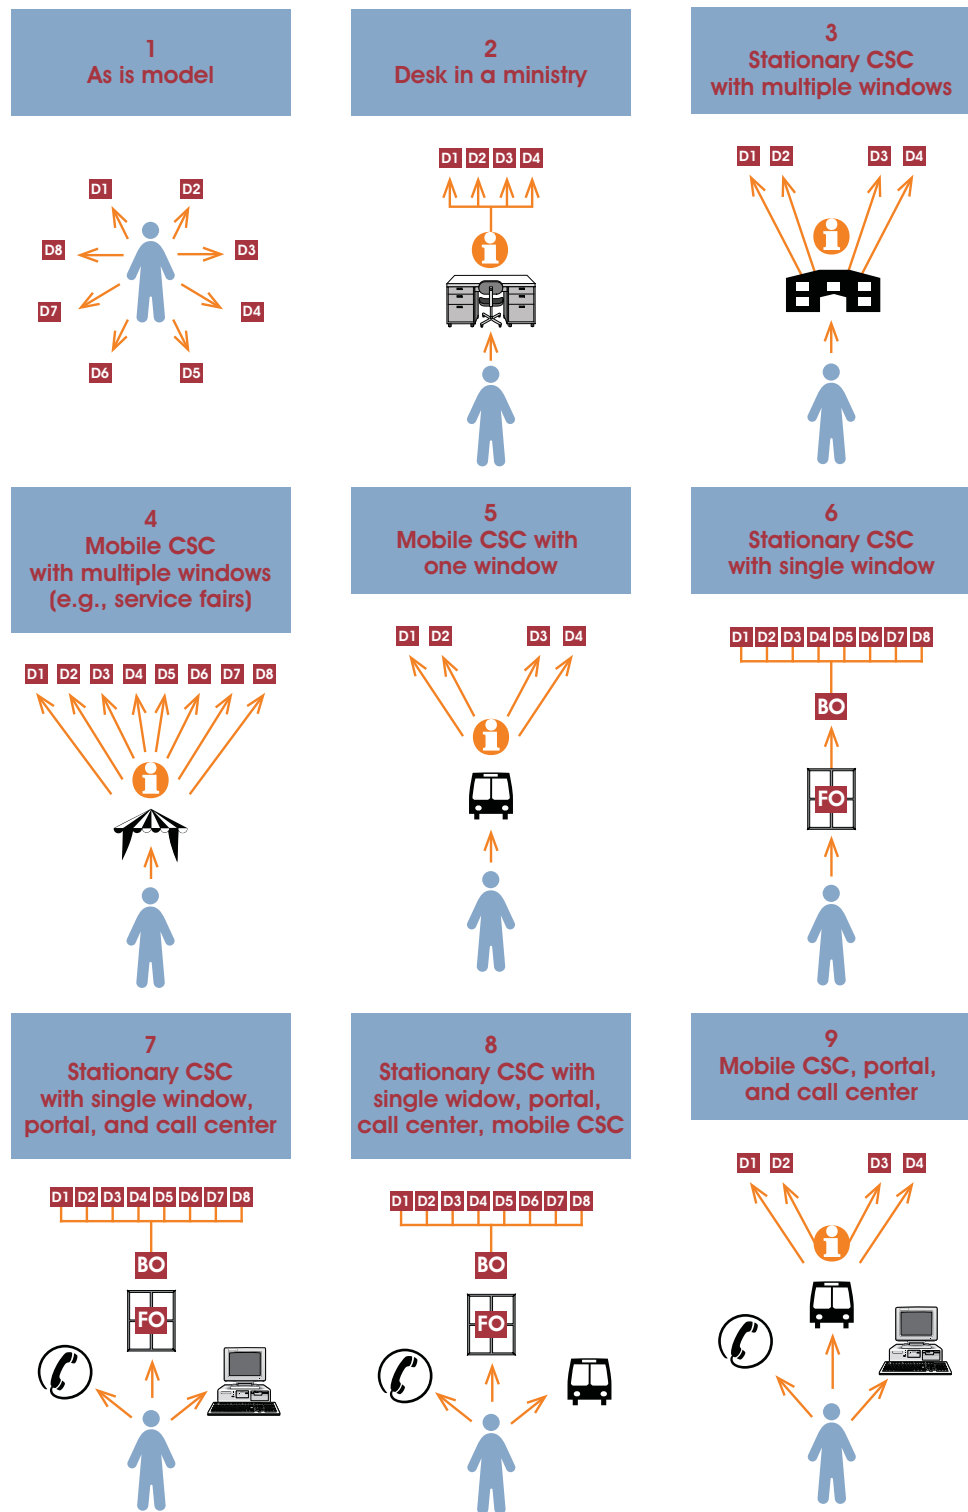 1
As is model
2
Desk in a ministry
3
Stationary CSC
with multiple windows
D1 D2 D8 D3 D7 D4 D6 D5
D1 D2 D3 D4
i
D1 D2 D3 D4
i
4
Mobile CSC
with multiple windows
(e.g., service fairs)
5
Mobile CSC with
one window
6
Stationary CSC
with single window
D1 D2 D3 D4 D5 D6 D7 D8
i
D1 D2 D3 D4
i
D1 D2 D3 D4 D5 D6 D7 D8
BO
FO
7
Stationary CSC
with single window,
portal, and call center
8
Stationary CSC with
single widow, portal,
call center, mobile CSC
9
Mobile CSC, portal,
and call center
D1 D2 D3 D4 D5 D6 D7 D8
BO
FO
D1 D2 D3 D4 D5 D6 D7 D8
BO
FO
D1 D2 D3 D4
i